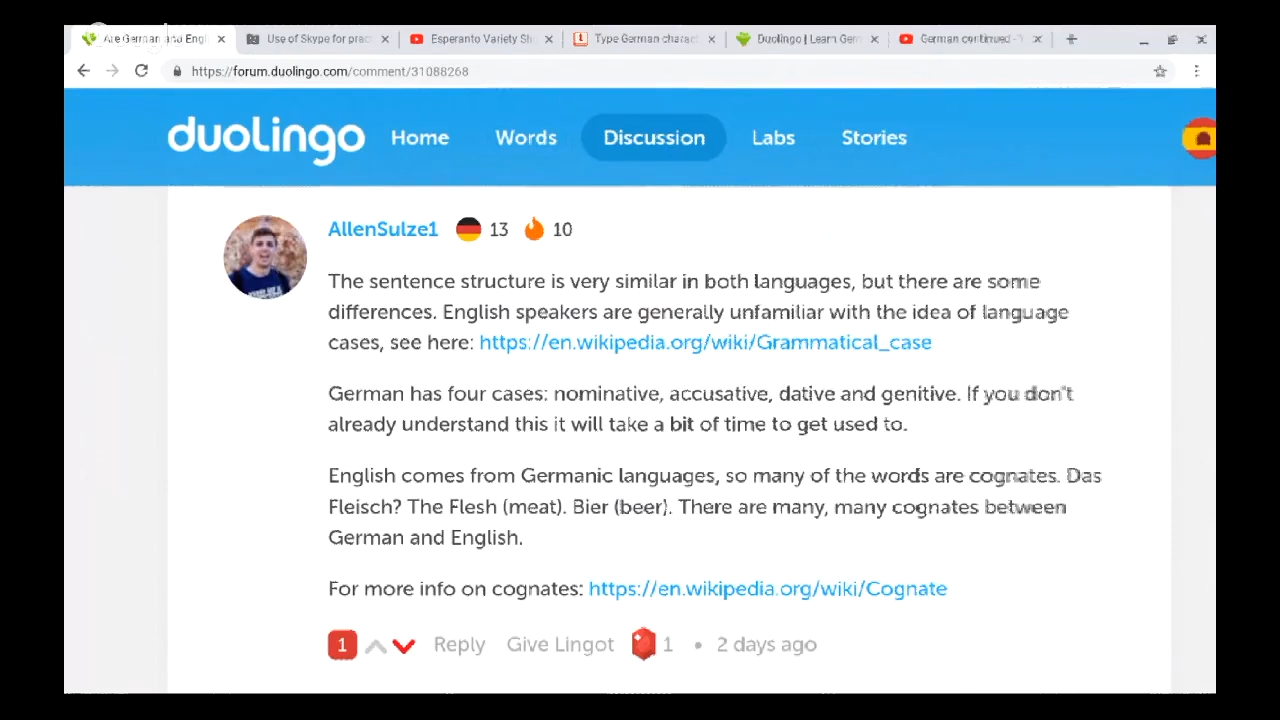 Are German and Engl
Use of Skype for prac
Esperanto Variety Sh
Type German charac
Duolingo | Learn Ger
German continued - Y
https://forum.duolingo.com/comment/31088268
duolingo
Home
Words
Discussion
Labs
Stories
AllenSulze1 13 10
The sentence structure is very similar in both languages, but there are some
differences. English speakers are generally unfamiliar with the idea of language
cases, see here: https://en.wikipedia.org/wiki/Grammatical_case
German has four cases: nominative, accusative, dative and genitive. If you don't
already understand this it will take a bit of time to get used to.
English comes from Germanic languages, so many of the words are cognates. Das
Fleisch? The Flesh (meat). Bier (beer). There are many, many cognates between
German and English.
For more info on cognates: https://en.wikipedia.org/wiki/Cognate
1 Reply Give Lingot 1 • 2 days ago